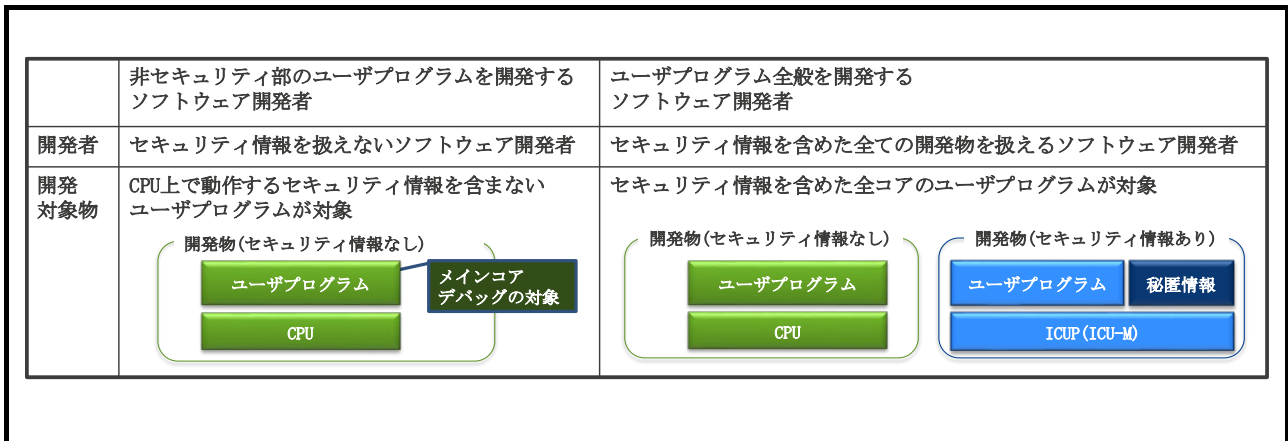 非セキュリティ部のユーザプログラムを開発する
ソフトウェア開発者
ユーザプログラム全般を開発する
ソフトウェア開発者
開発者
セキュリティ情報を扱えないソフトウェア開発者
セキュリティ情報を含めた全ての開発物を扱えるソフトウェア開発者
開発
対象物
CPU上で動作するセキュリティ情報を含まない
ユーザプログラムが対象
開発物(セキュリティ情報なし)
ユーザプログラム
CPU
メインコア
デバッグの対象
セキュリティ情報を含めた全コアのユーザプログラムが対象
開発物(セキュリティ情報なし)
ユーザプログラム
CPU
開発物(セキュリティ情報あり)
ユーザプログラム
秘匿情報
ICUP(ICU-M)